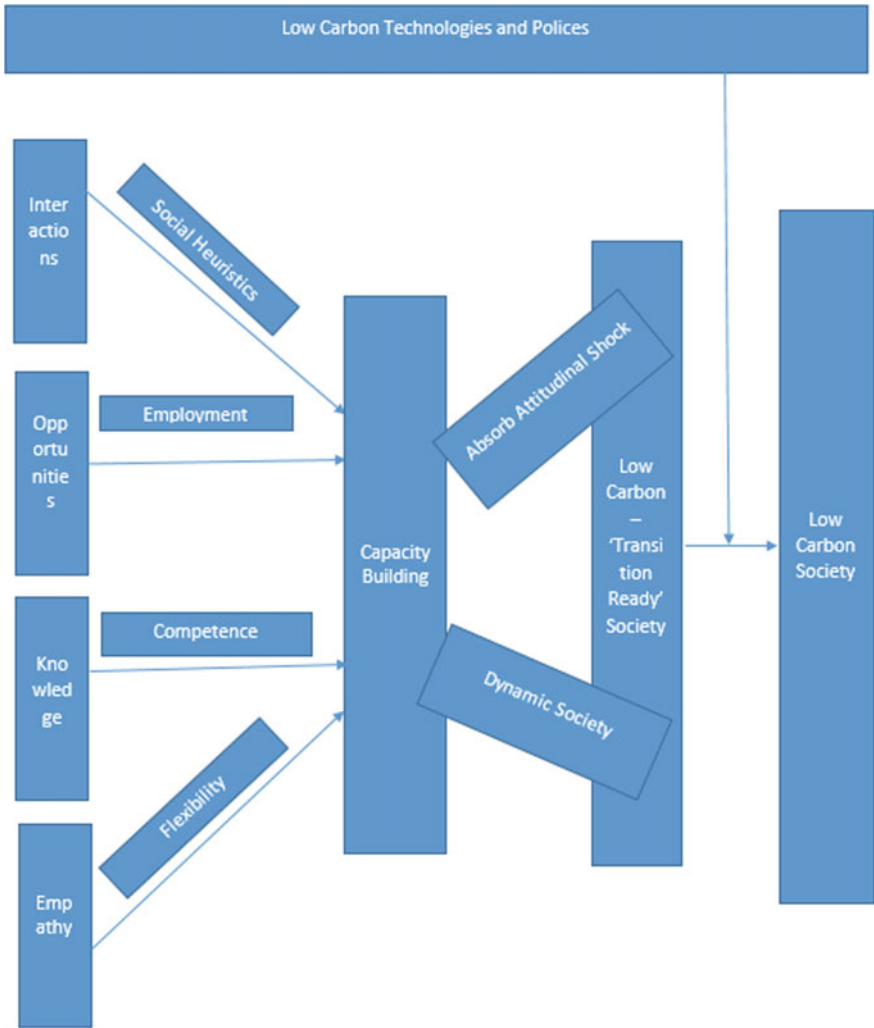 Low Carbon Technologies and Polices
Inter
actio
ns
Social Heuristics
Opp
ortu
nitie
s
Employment
Kno
wled
ge
Competence
Emp
athy
Flexibility
Capacity
Building
Absorb Attitudinal Shock
Dynamic Society
Low
Carbon
–
‘Transi
tion
Ready’
Society
Low
Carbon
Society